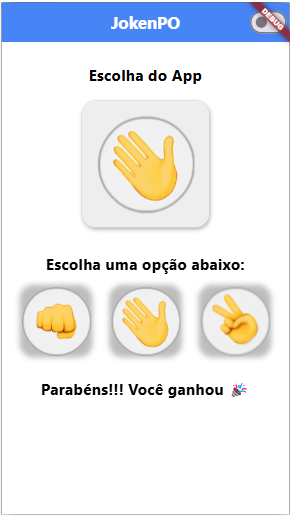 JokenPO
DEBUG
Escolha do App
Escolha uma opção abaixo:
Parabéns!!! Você ganhou 🎉